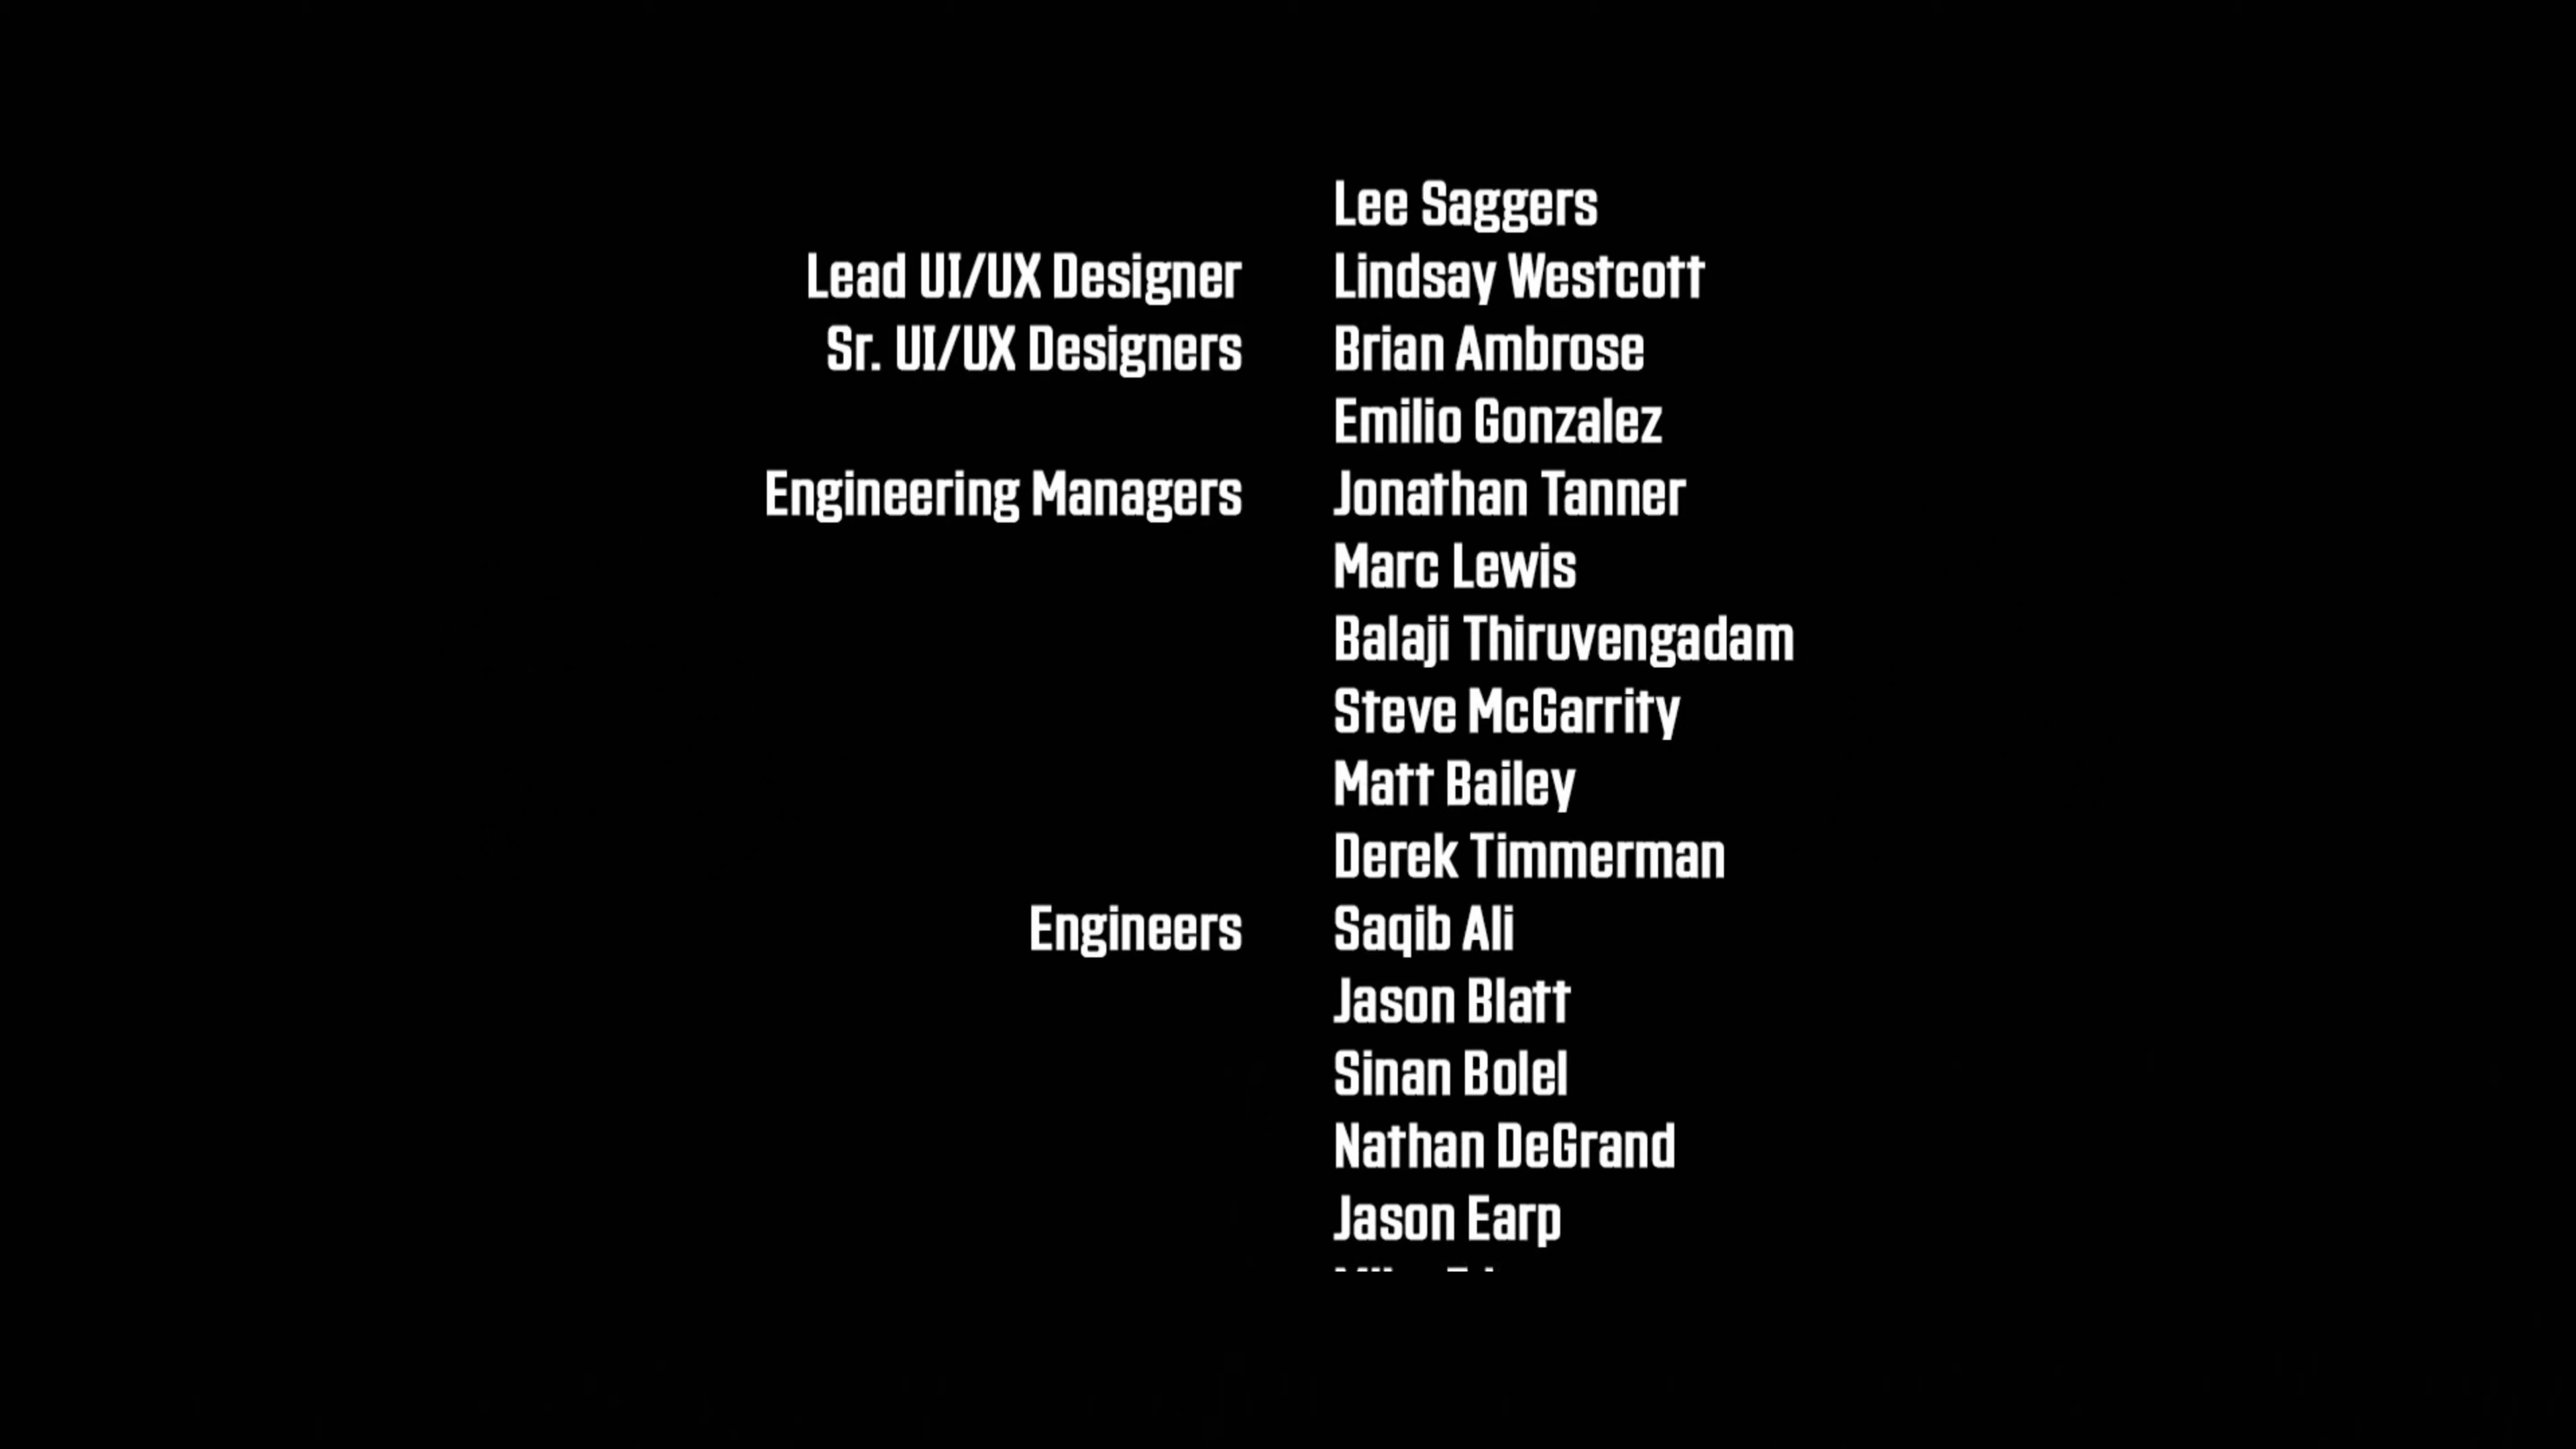 Lee Saggers
Lead UI/UX Designer Lindsay Westcott
Sr. UI/UX Designers Brian Ambrose
Emilio Gonzalez
Engineering Managers Jonathan Tanner
Marc Lewis
Balaji Thiruvengadam
Steve McGarrity
Matt Bailey
Derek Timmerman
Engineers Saqib Ali
Jason Blatt
Sinan Bolel
Nathan DeGrand
Jason Earp